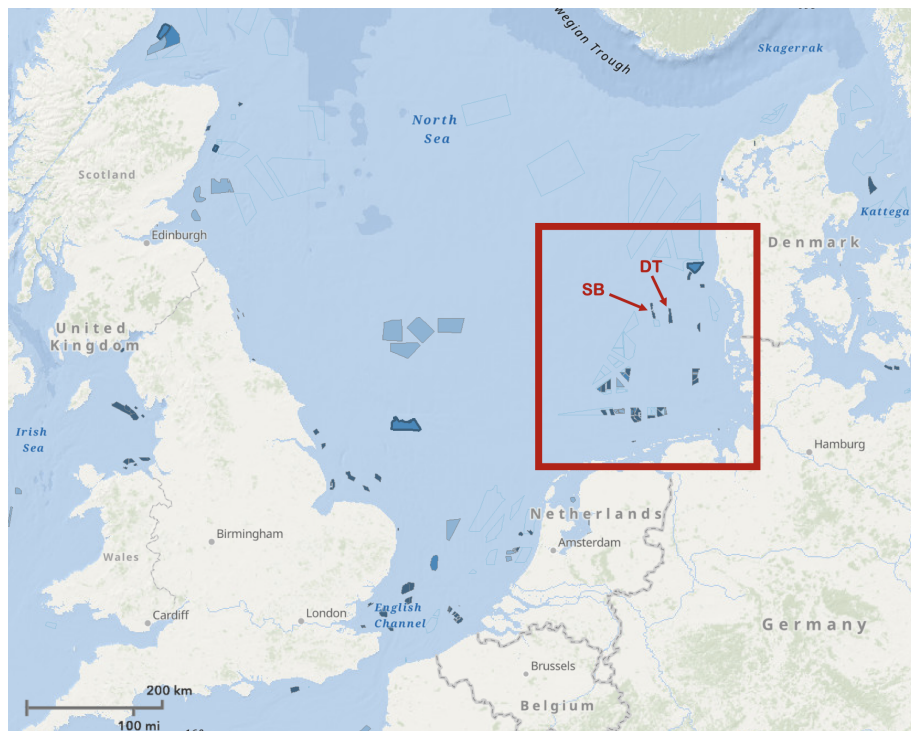 wegian Trough
Skagerrak
North
Sea
Scotland
Edinburgh
Kattega
Denmark
DT
SB
United
Kingdom
Irish
Sea
Hamburg
Netherlands
Amsterdam
Birmingham
Wales
English
Channel
London
Cardiff
Germany
Brussels
Belgium
200 km
100 mi